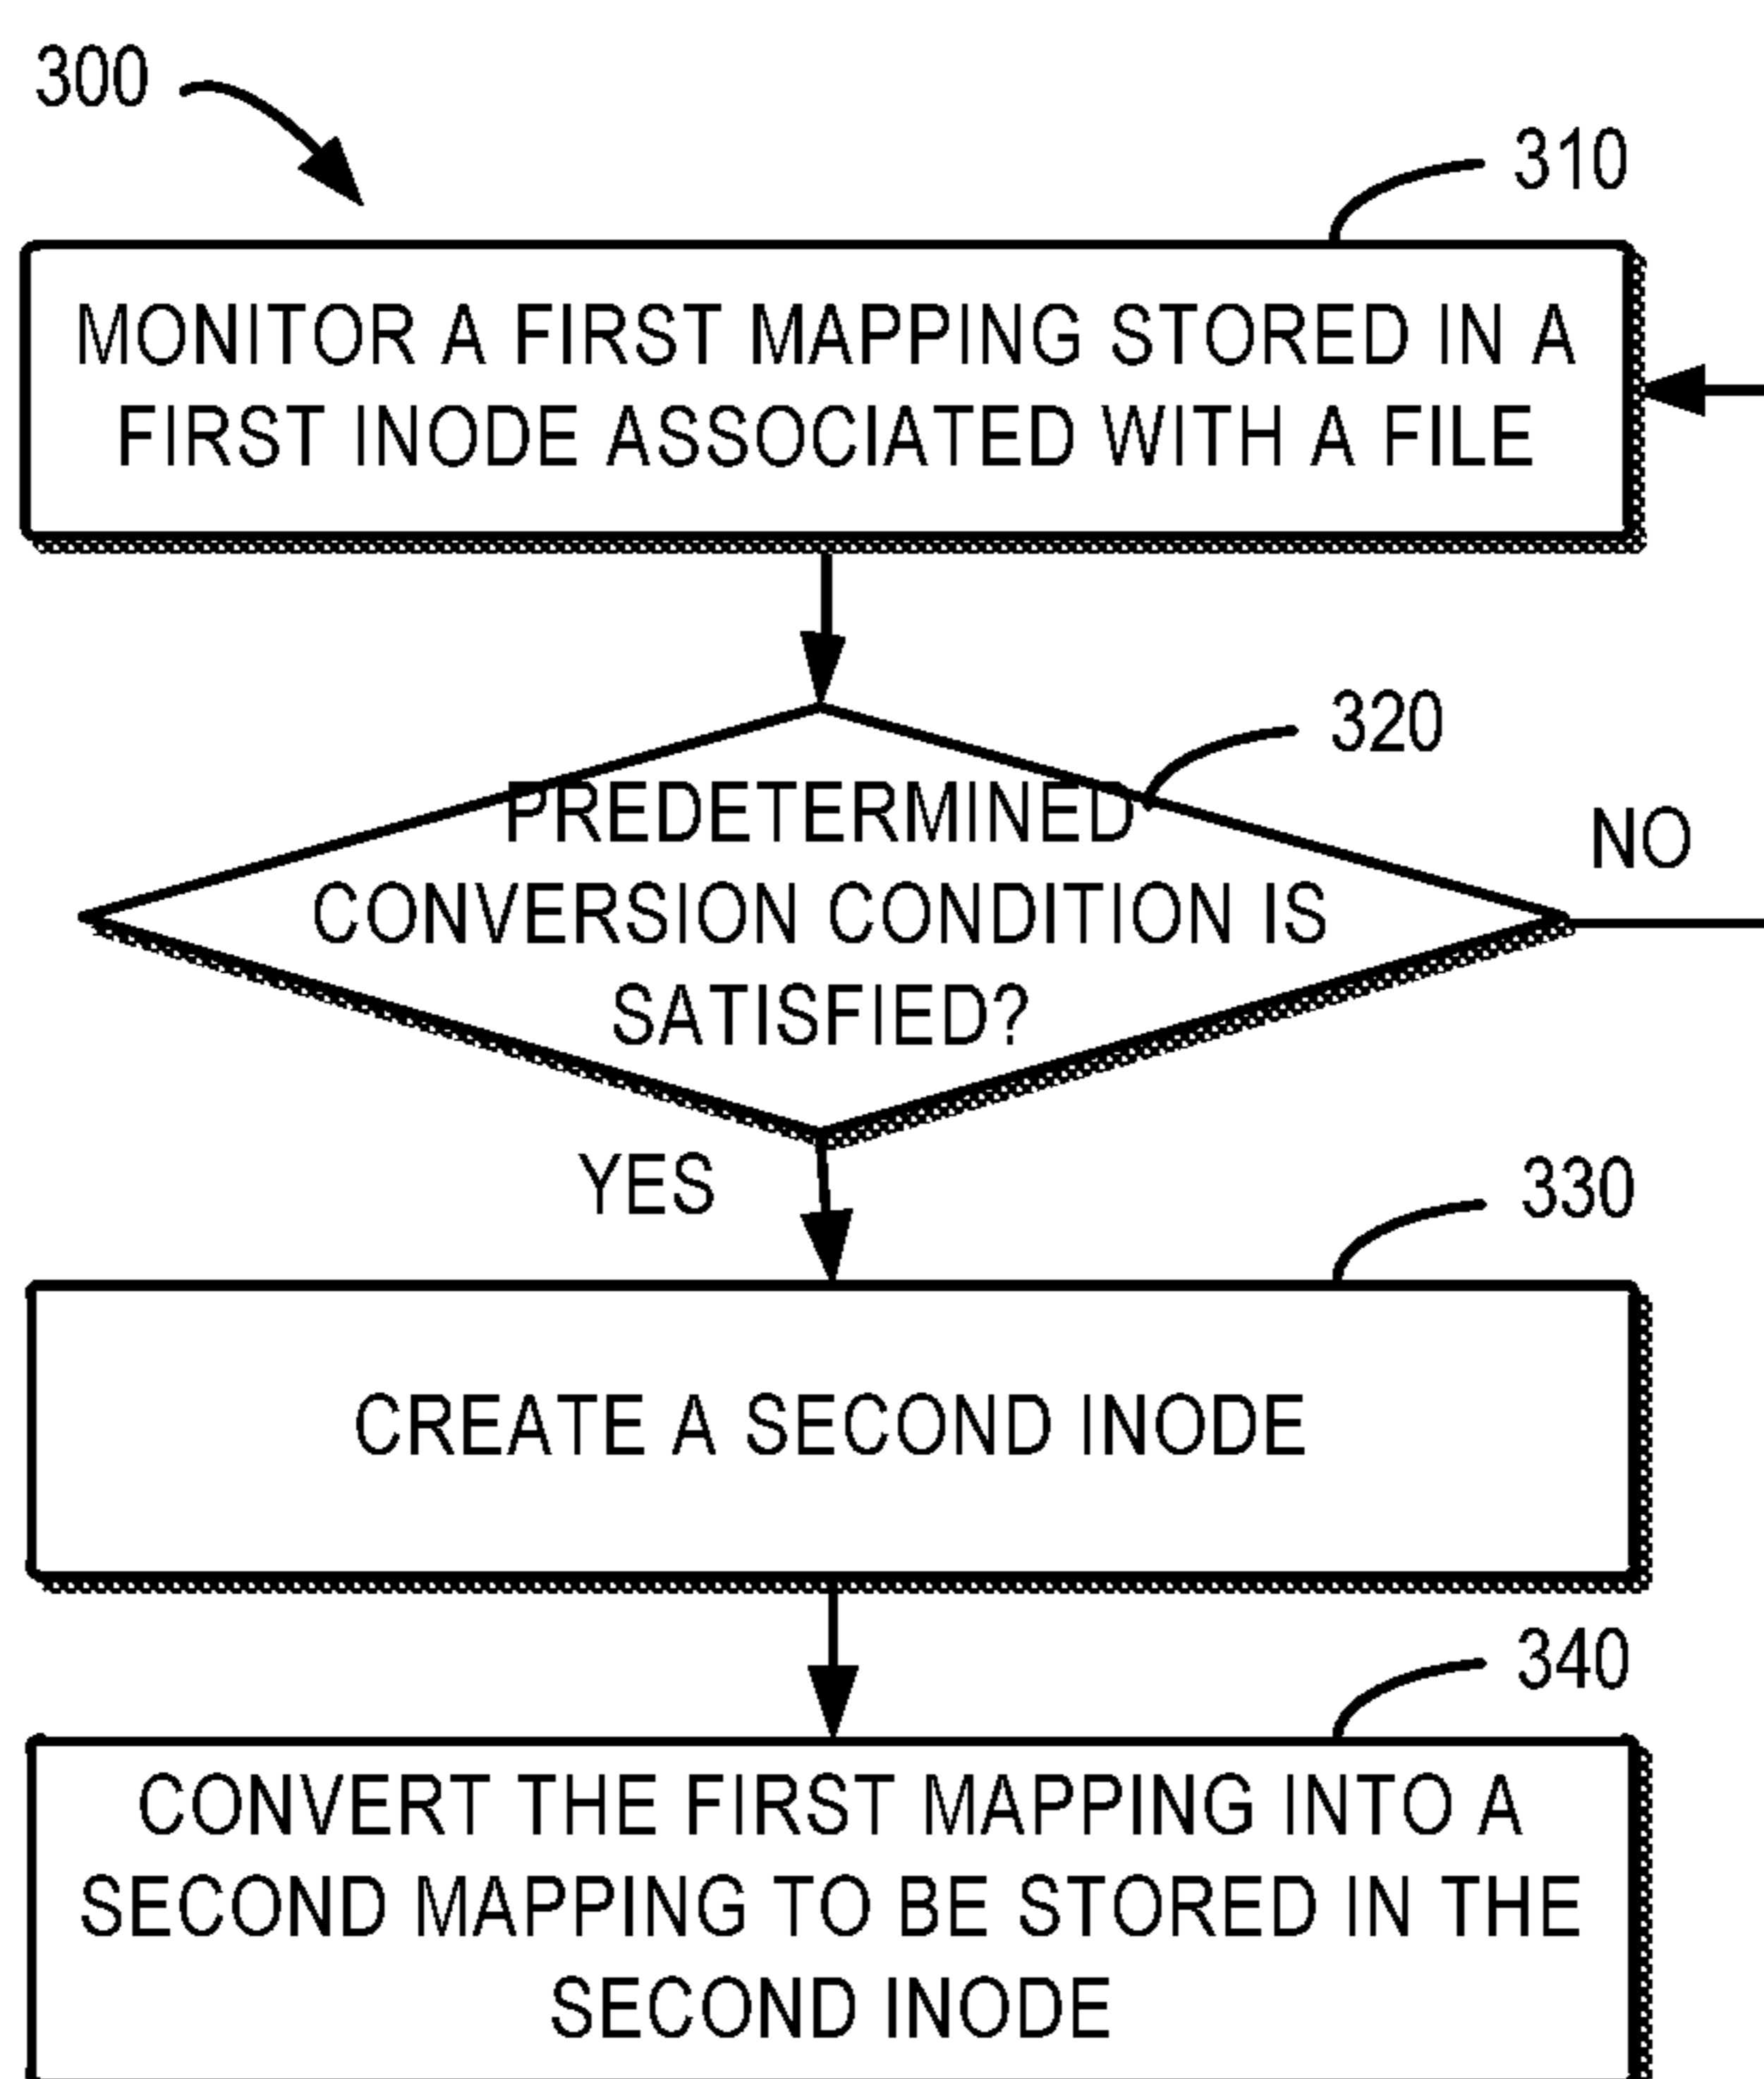 300
310
MONITOR A FIRST MAPPING STORED IN A
FIRST INODE ASSOCIATED WITH A FILE
320
PREDETERMINED
CONVERSION CONDITION IS
SATISFIED?
NO
YES
330
CREATE A SECOND INODE
340
CONVERT THE FIRST MAPPING INTO A
SECOND MAPPING TO BE STORED IN THE
SECOND INODE